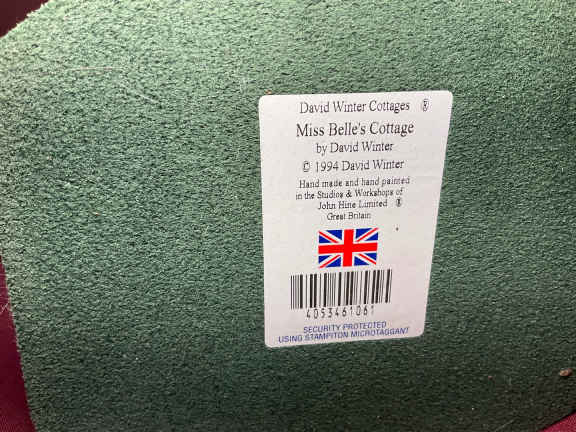 David Winter Cottages ®
Miss Belle's Cottage
by David Winter
© 1994 David Winter
Hand made and hand painted
in the Studios & Workshops of
John Hine Limited ®
Great Britain
4053461061
SECURITY PROTECTED
USING STAMPITON MICROTAGGANT